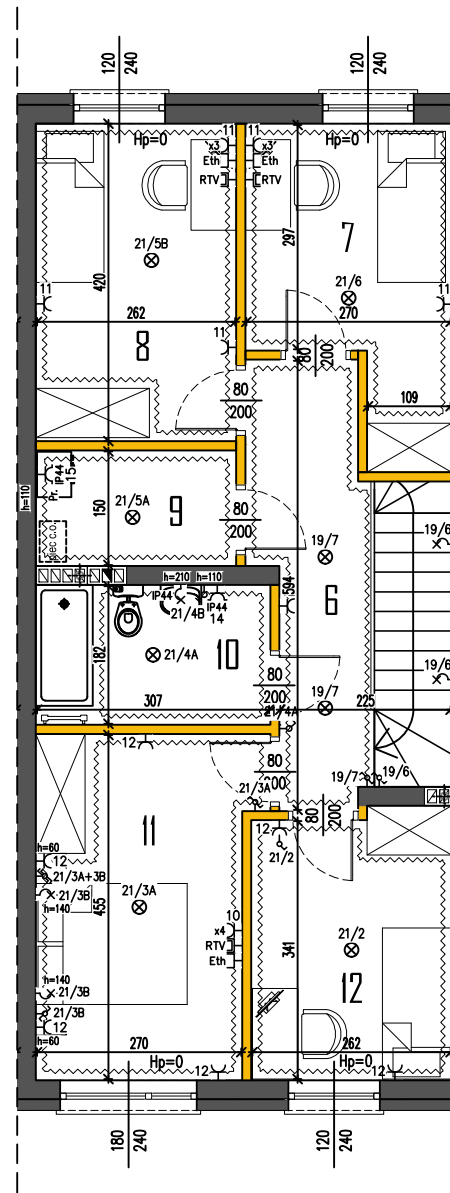 120
240
120
240
Hp=0
Hp=0
11
11
x3
x3
Eth
Eth
RTV
RTV
7
297
21/5B
21/6
420
11
11
262
270
8
11
80
200
80
200
109
h=110
Pr.
IP44
15
21/5A
9
150
80
200
19/7
19/6
piec c.o.
h=210
h=110
594
6
IP44
21/4B
IP44
14
182
21/4A
10
80
200
19/7
19/6
307
225
21/4A
12
80
200
19/7
19/6
21/3A
11
80
200
12
21/2
h=60
12
21/3A+3B
21/3B
h=140
455
21/3A
10
x4
RTV
Eth
21/2
341
12
h=140
21/3B
21/3B
12
h=60
270
262
Hp=0
Hp=0
12
12
180
240
120
240